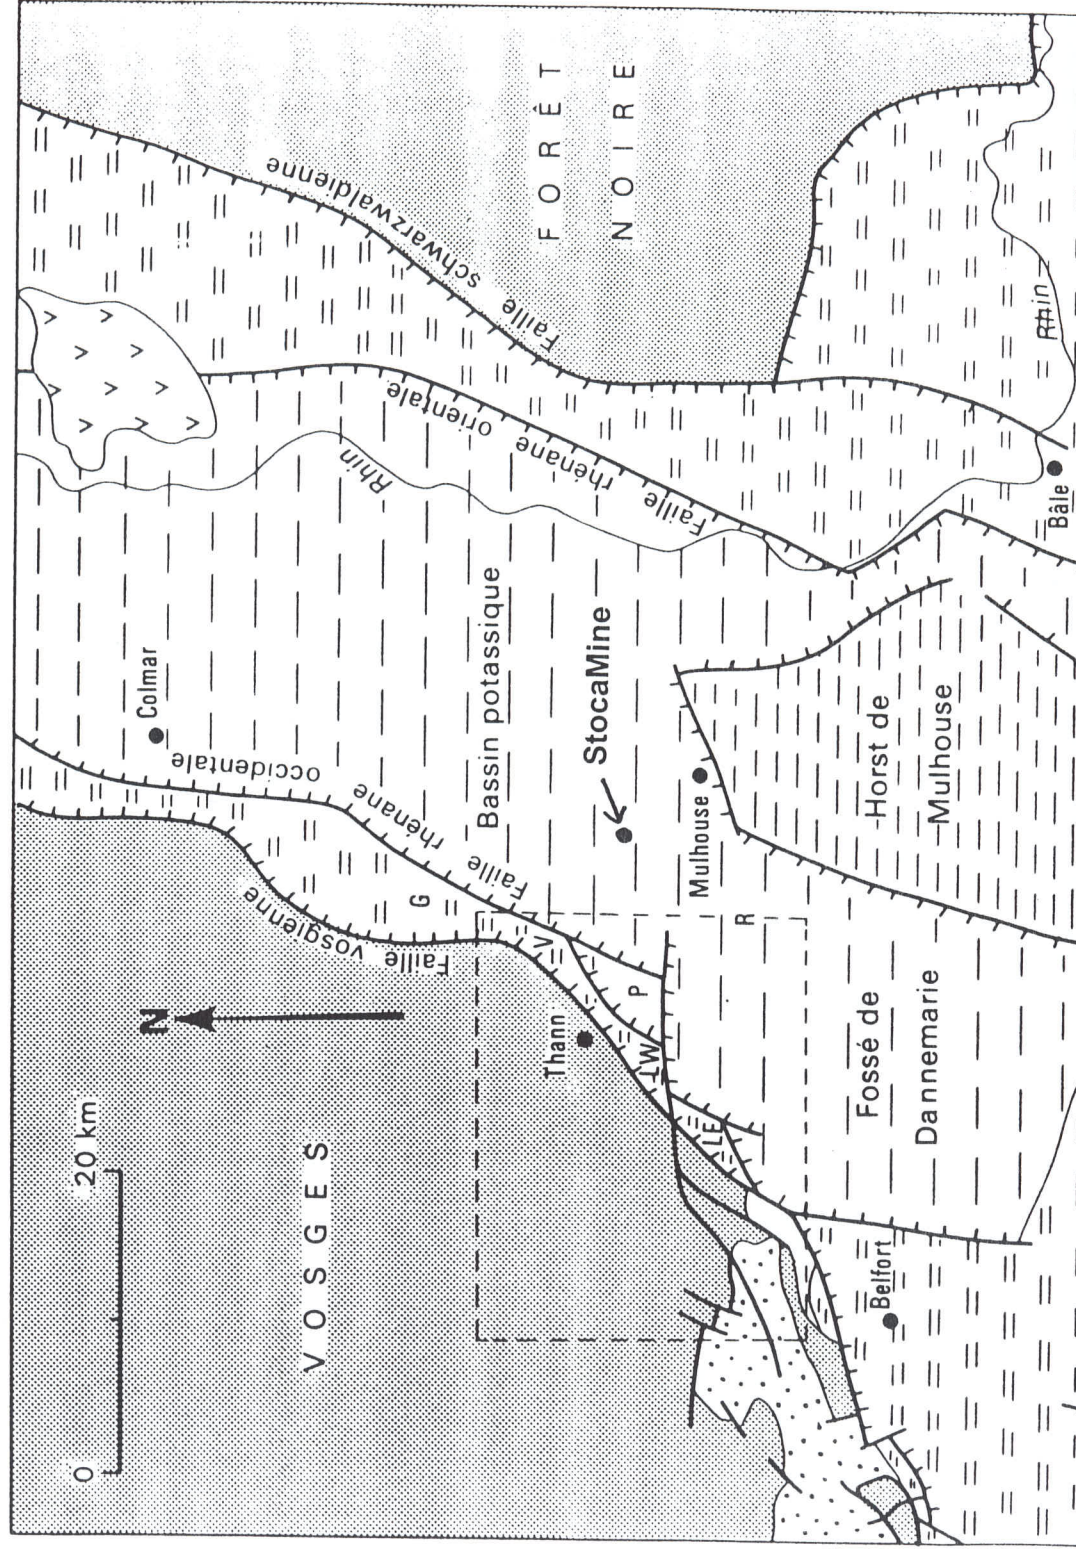 0 20 km
N
VOSGES
FORÊT
NOIRE
Colmar
Rhin
Faille vosgienne
Faille rhénane occidentale
Faille rhénane orientale
Faille schwarzwaldienne
G
Bassin potassique
StocaMine
Thann
V
P
LW
LE
R
Mulhouse
Belfort
Fossé de
Dannemarie
Horst de
Mulhouse
Bâle
Rhin